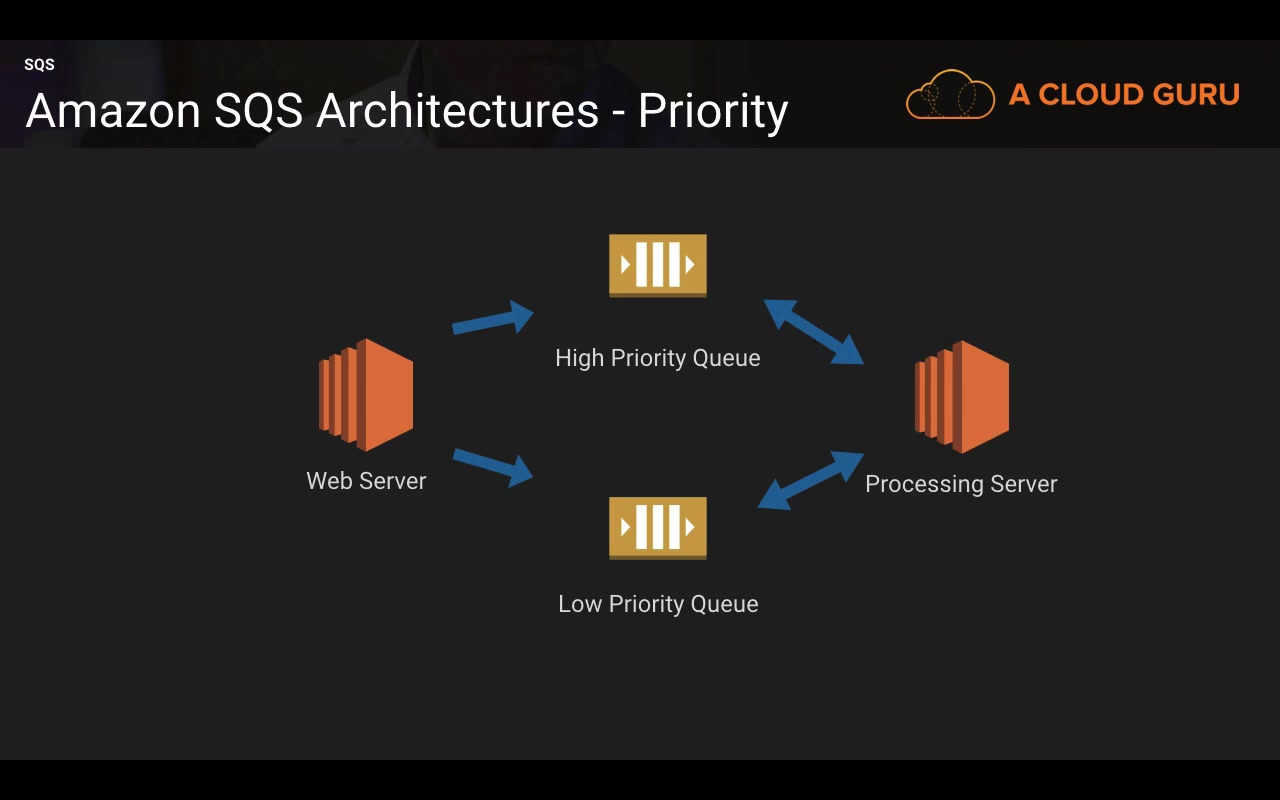 SQS
Amazon SQS Architectures - Priority
A CLOUD GURU
High Priority Queue
Web Server
Processing Server
Low Priority Queue